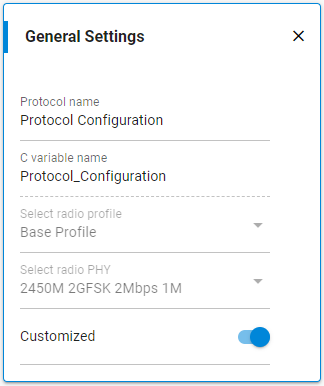 General Settings
Protocol name
Protocol Configuration
C variable name
Protocol_Configuration
Select radio profile
Base Profile
Select radio PHY
2450M 2GFSK 2Mbps 1M
Customized